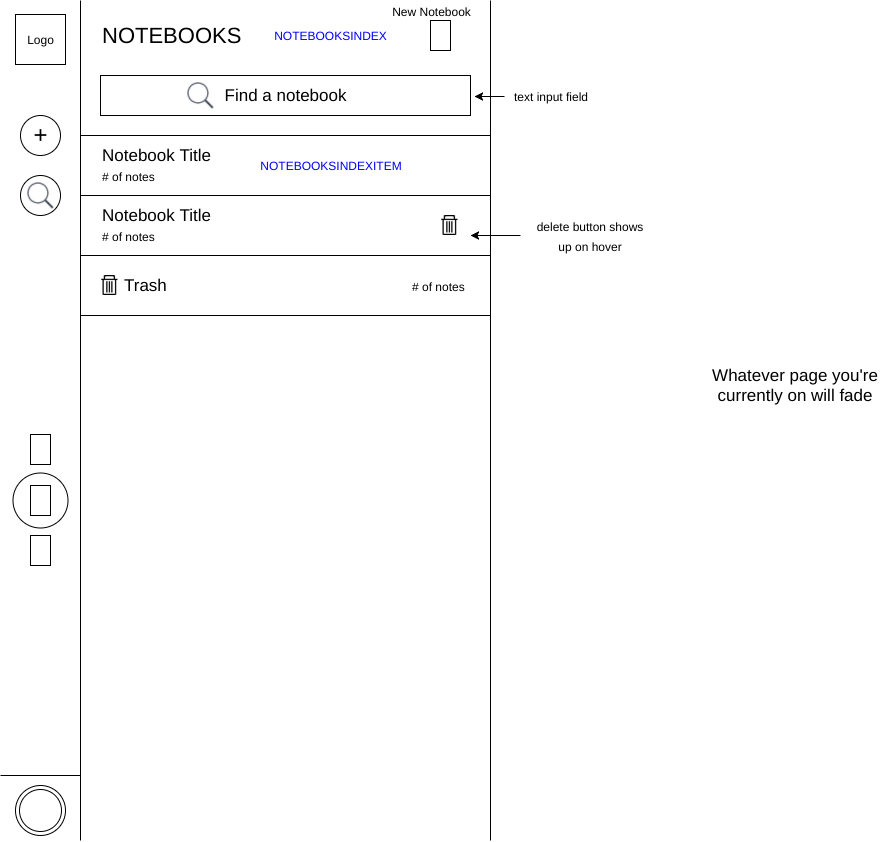 New Notebook
Logo
NOTEBOOKS
NOTEBOOKSINDEX
Find a notebook
text input field
+
Notebook Title
# of notes
NOTEBOOKSINDEXITEM
Notebook Title
# of notes
delete button shows
up on hover
Trash
# of notes
Whatever page you're
currently on will fade